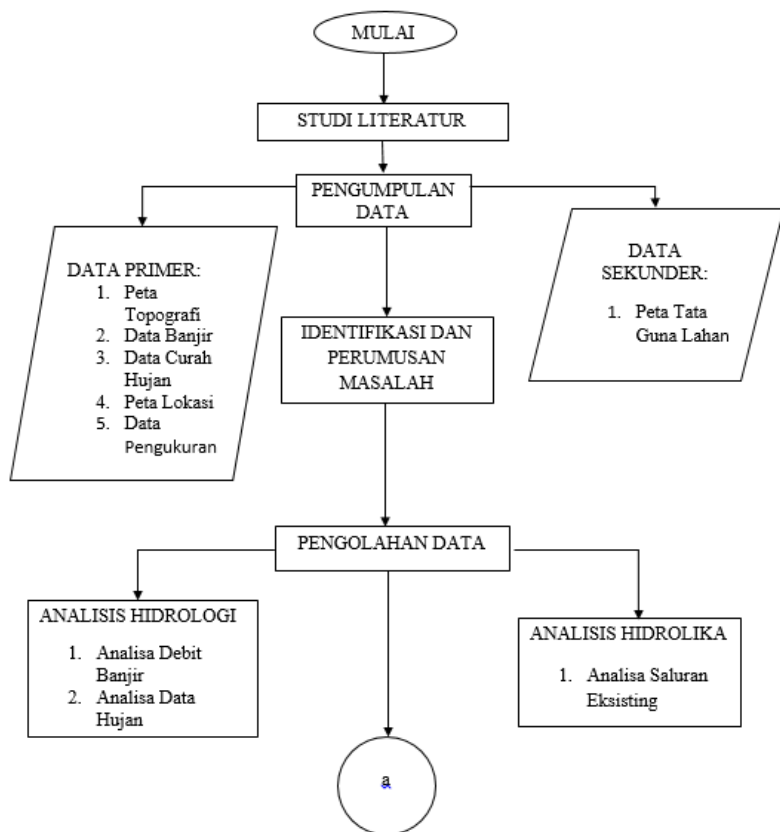 MULAI
STUDI LITERATUR
PENGUMPULAN
DATA
DATA PRIMER:
1. Peta
Topografi
2. Data Banjir
3. Data Curah
Hujan
4. Peta Lokasi
5. Data
Pengukuran
DATA
SEKUNDER:
1. Peta Tata
Guna Lahan
IDENTIFIKASI DAN
PERUMUSAN
MASALAH
PENGOLAHAN DATA
ANALISIS HIDROLOGI
1. Analisa Debit
Banjir
2. Analisa Data
Hujan
ANALISIS HIDROLIKA
1. Analisa Saluran
Eksisting
a